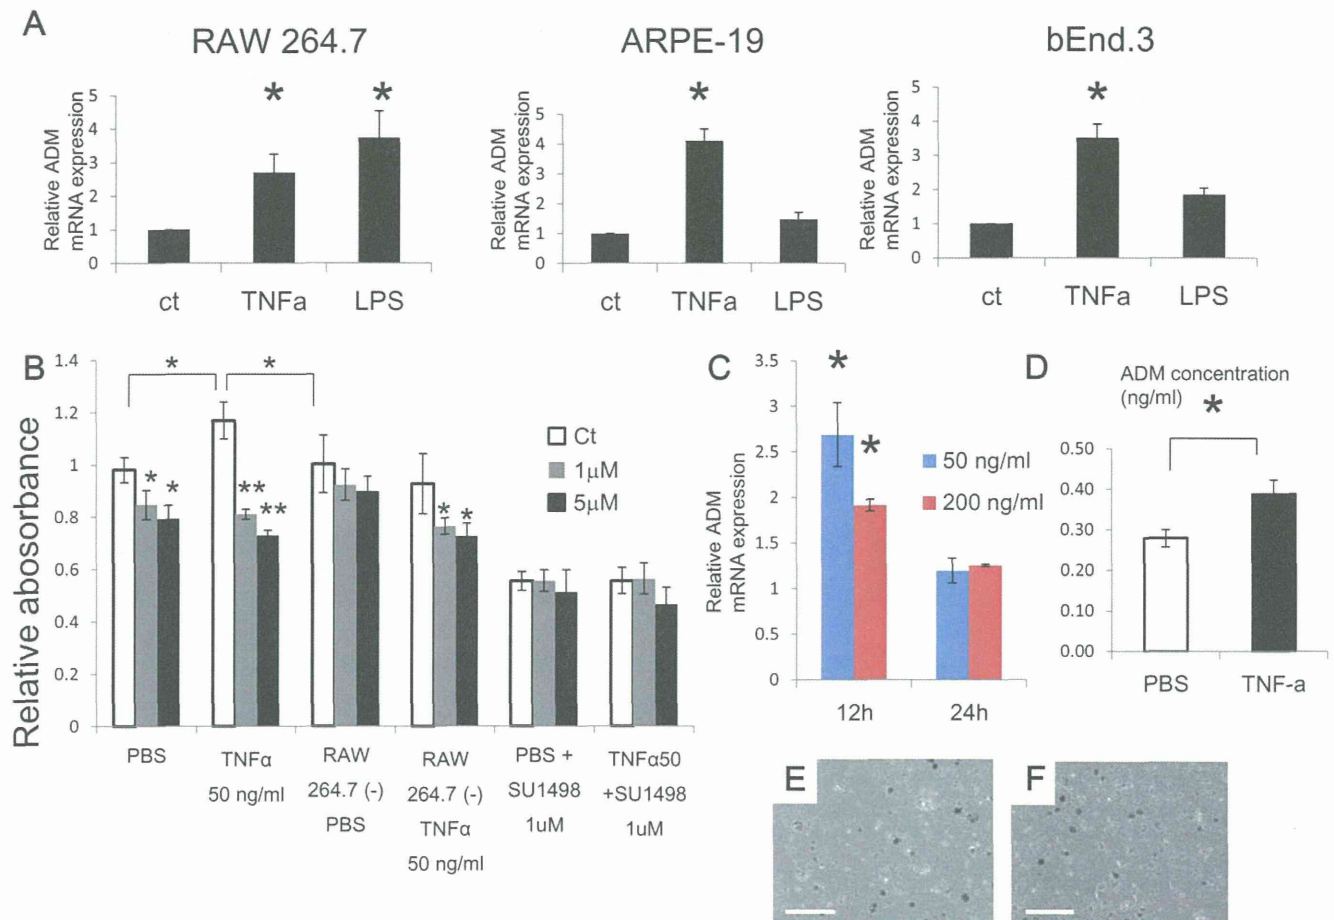 A
RAW 264.7
Relative ADM
mRNA expression
5
4
3
2
1
0
*
*
ct
TNFa
LPS
ARPE-19
Relative ADM
mRNA expression
5
4
3
2
1
0
*
ct
TNFa
LPS
bEnd.3
Relative ADM
mRNA expression
5
4
3
2
1
0
*
ct
TNFa
LPS
B
Relative abosorbance
1.4
1.2
1
0.8
0.6
0.4
0.2
0
*
*
*
*
**
**
*
*
Ct
1μM
5μM
PBS
TNFα
50 ng/ml
RAW
264.7 (-)
PBS
RAW
264.7 (-)
TNFα
50 ng/ml
PBS +
SU1498
1uM
TNFα50
+SU1498
1uM
C
Relative ADM
mRNA expression
3.5
3
2.5
2
1.5
1
0.5
0
*
*
50 ng/ml
200 ng/ml
12h
24h
D
ADM concentration
(ng/ml)
*
0.50
0.40
0.30
0.20
0.10
0.00
PBS
TNF-a
E
F